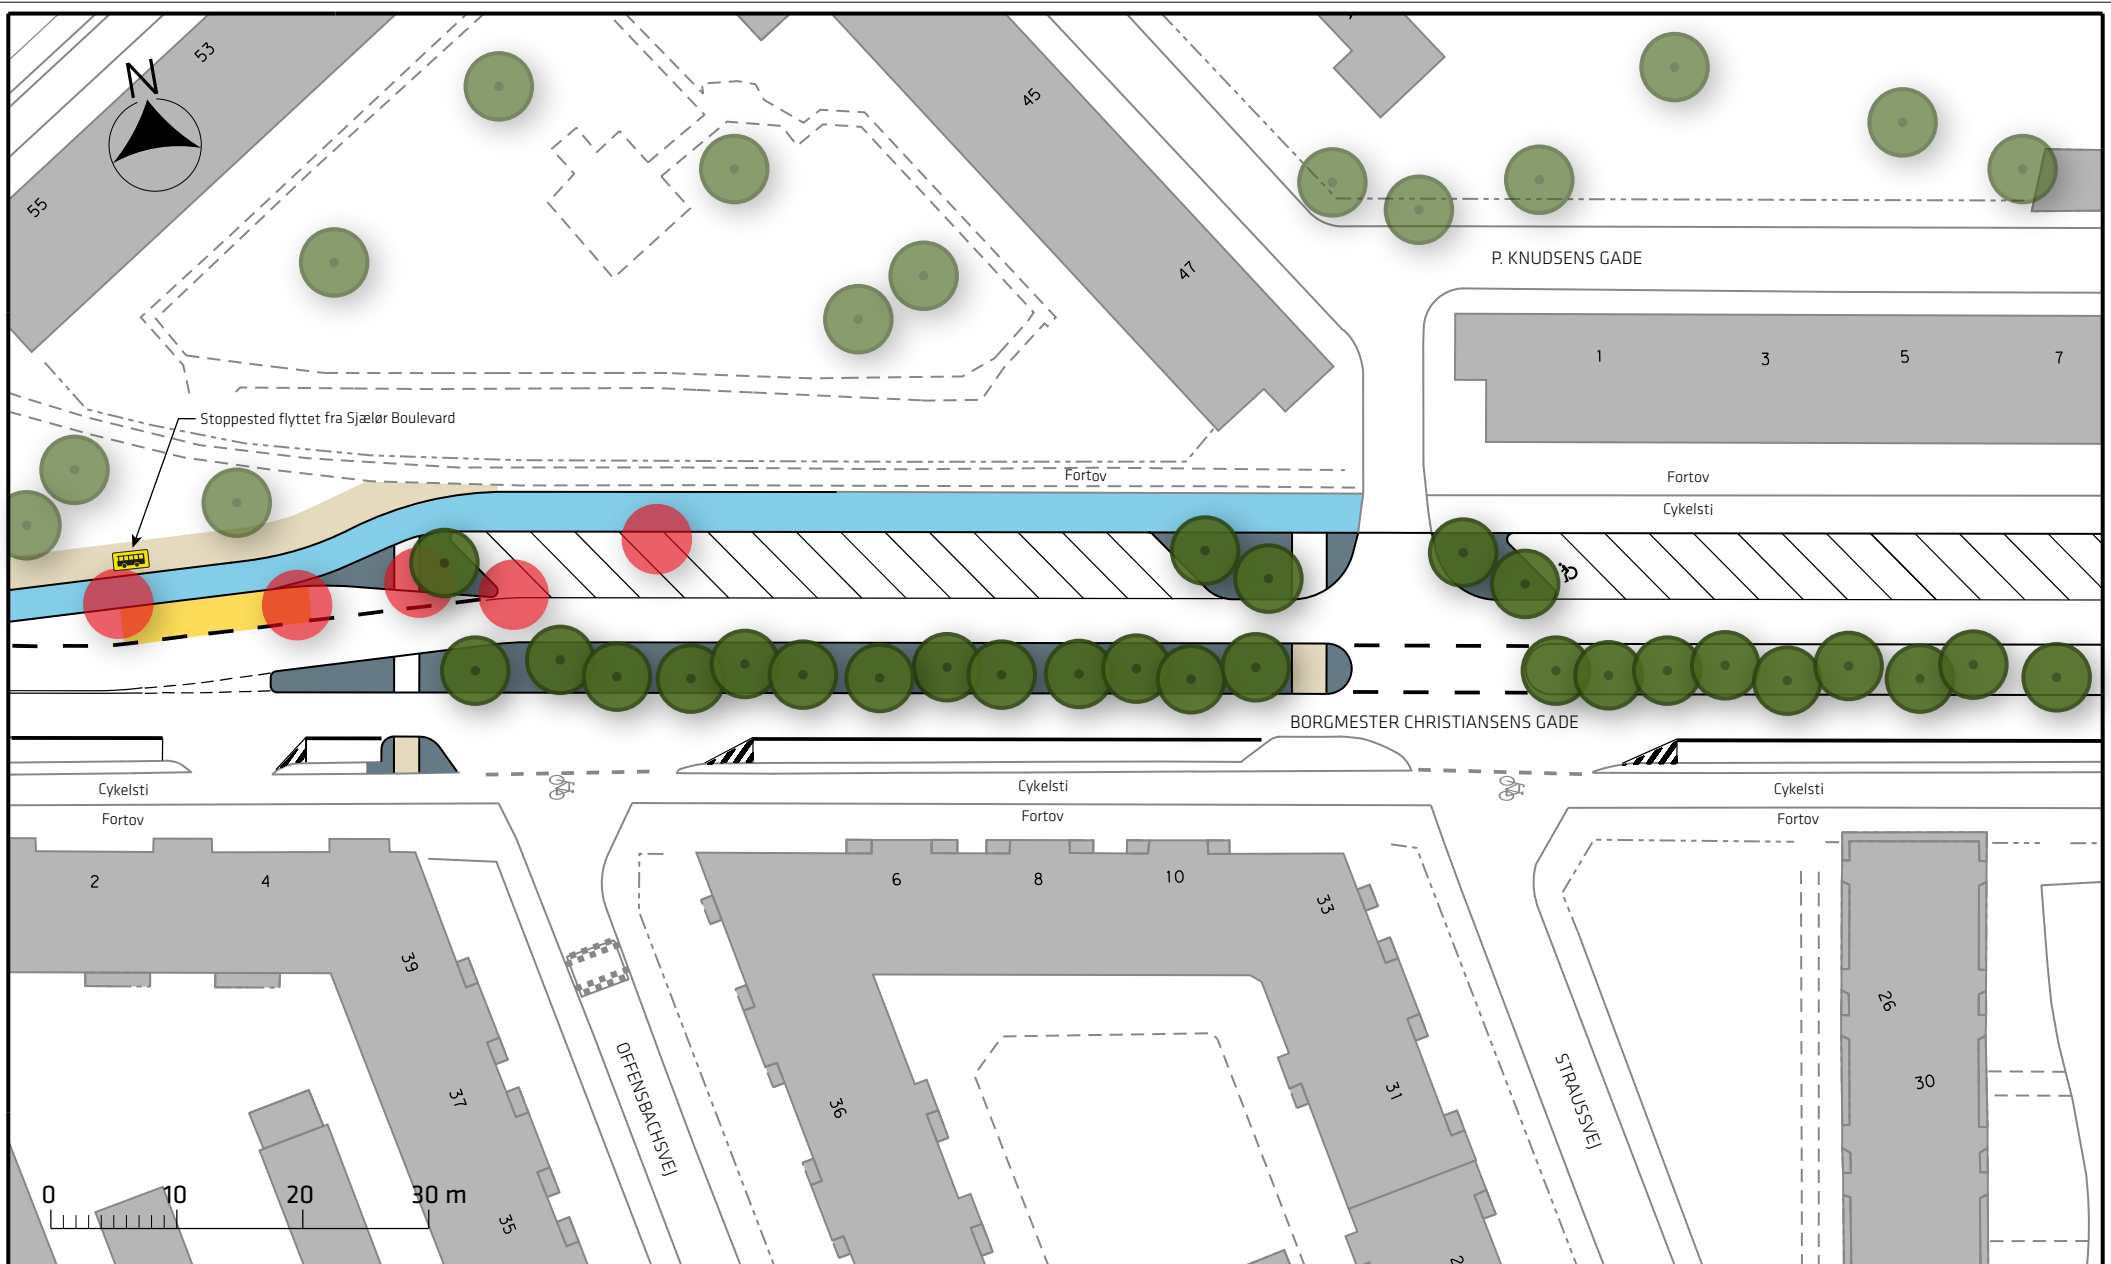 N
53
55
45
47
P. KNUDSENS GADE
1
3
5
7
Stoppested flyttet fra Sjælør Boulevard
Fortov
Fortov
Cykelsti
BORGMESTER CHRISTIANSENS GADE
Cykelsti
Fortov
Cykelsti
Fortov
Cykelsti
Fortov
2
4
6
8
10
33
39
26
OFFENSBACHSVEJ
STRAUSSVEJ
30
37
36
31
35
0
10
20
30 m